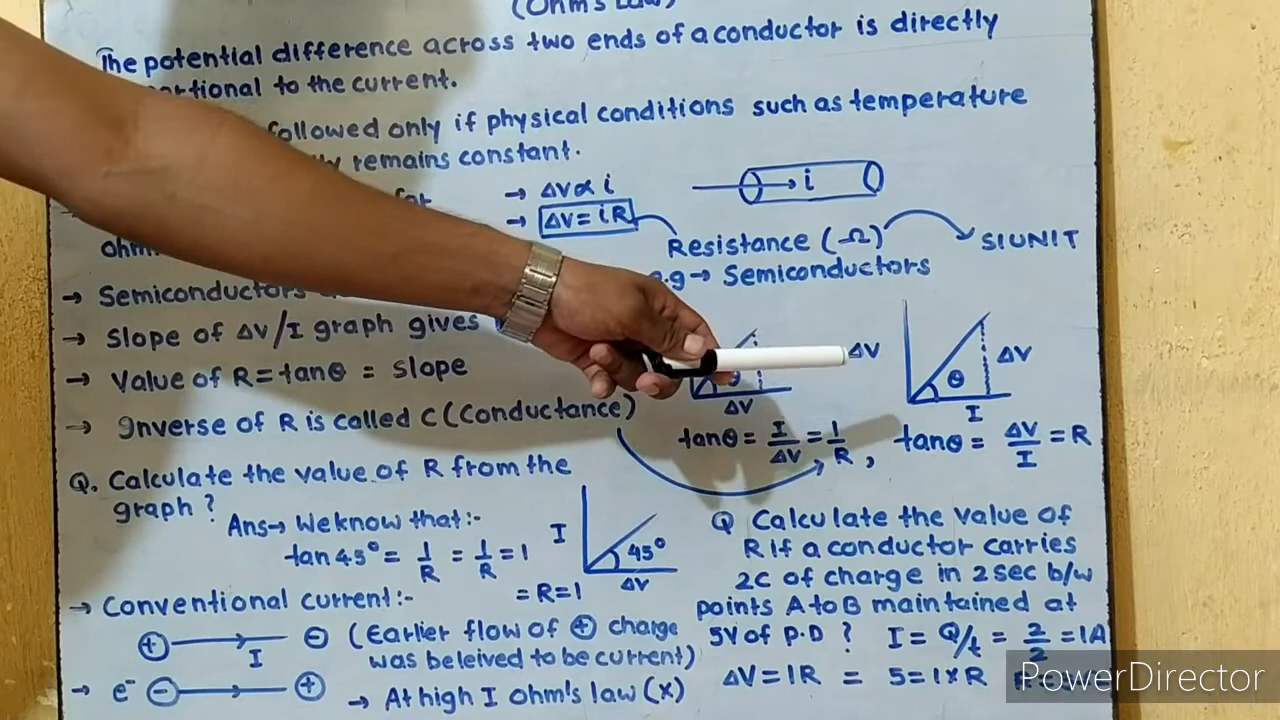 (Ohm's Law)
The potential difference across two ends of a conductor is directly
to the current.
followed only if physical conditions such as temperature
remains constant.
→ ΔV ∝ i
i
→ ΔV = iR
Resistance (Ω)
SI UNIT
e.g → Semiconductors
→ Semiconductors
→ Slope of ΔV/I graph gives
→ Value of R = tanθ = slope
→ Inverse of R is called C (Conductance)
θ
ΔV
ΔV
θ
ΔV
I
tanθ = I/ΔV = 1/R ,
tanθ = ΔV/I = R
Q. Calculate the value of R from the
graph ?
Ans → We know that :-
tan 45° = 1/R = 1/R = 1
= R = 1
I
45°
ΔV
→ Conventional current :-
+ I −
(Earlier flow of + charge
was beleived to be current)
→ e⁻ − +
→ At high I ohm's law (x)
Q Calculate the value of
R if a conductor carries
2C of charge in 2sec b/w
points A to B maintained at
5V of P.D ? I = Q/t = 2/2 = 1A
ΔV = IR = 5 = 1 × R
PowerDirector